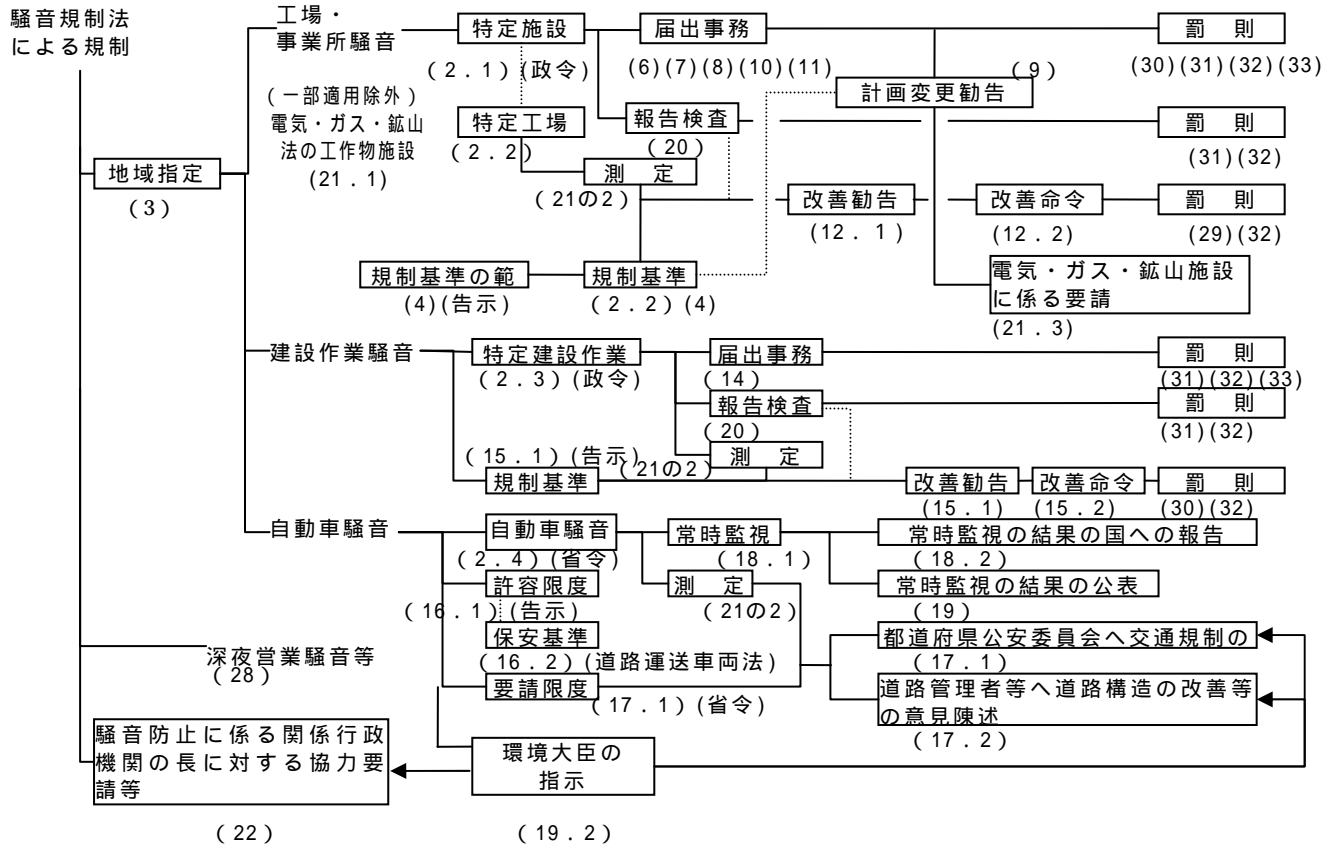 騒音規制法
による規制
工場・
事業所騒音
特定施設
届出事務
罰 則
(2.1)(政令)
(6)(7)(8)(10)(11)
(9)
(30)(31)(32)(33)
計画変更勧告
(一部適用除外)
電気・ガス・鉱山
法の工作物施設
(21.1)
特定工場
(2.2)
報告検査
(20)
罰 則
(31)(32)
地域指定
(3)
測 定
(21の2)
改善勧告
(12.1)
改善命令
(12.2)
罰 則
(29)(32)
規制基準の範
(4)(告示)
規制基準
(2.2)(4)
電気・ガス・鉱山施設
に係る要請
(21.3)
建設作業騒音
特定建設作業
(2.3)(政令)
届出事務
(14)
罰 則
(31)(32)(33)
報告検査
(20)
罰 則
(31)(32)
(15.1)(告示)
(21の2)
測 定
規制基準
改善勧告
(15.1)
改善命令
(15.2)
罰 則
(30)(32)
自動車騒音
自動車騒音
(2.4)(省令)
常時監視
(18.1)
常時監視の結果の国への報告
(18.2)
許容限度
(16.1)(告示)
測 定
(21の2)
常時監視の結果の公表
(19)
保安基準
(16.2)(道路運送車両法)
都道府県公安委員会へ交通規制の
(17.1)
深夜営業騒音等
(28)
要請限度
(17.1)(省令)
道路管理者等へ道路構造の改善等
の意見陳述
(17.2)
騒音防止に係る関係行政
機関の長に対する協力要
請等
(22)
環境大臣の
指示
(19.2)